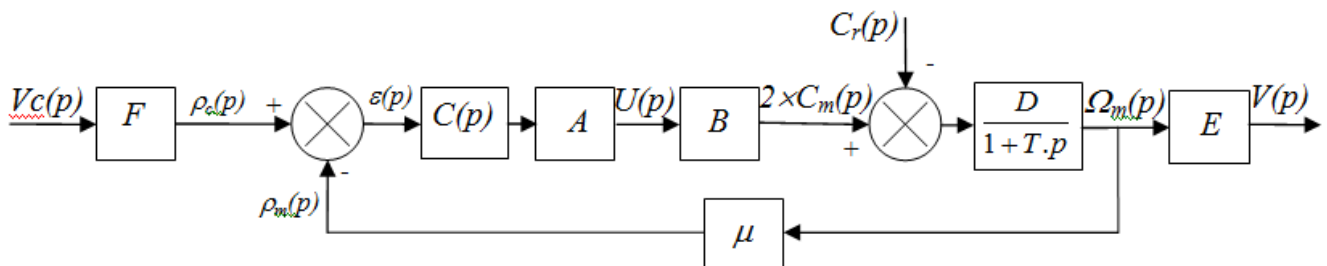 Cr(p)
-
Vc(p)
F
ρc(p)
+
ε(p)
C(p)
A
U(p)
B
2×Cm(p)
+
D
1+T.p
Ωm(p)
E
V(p)
-
ρm(p)
μ